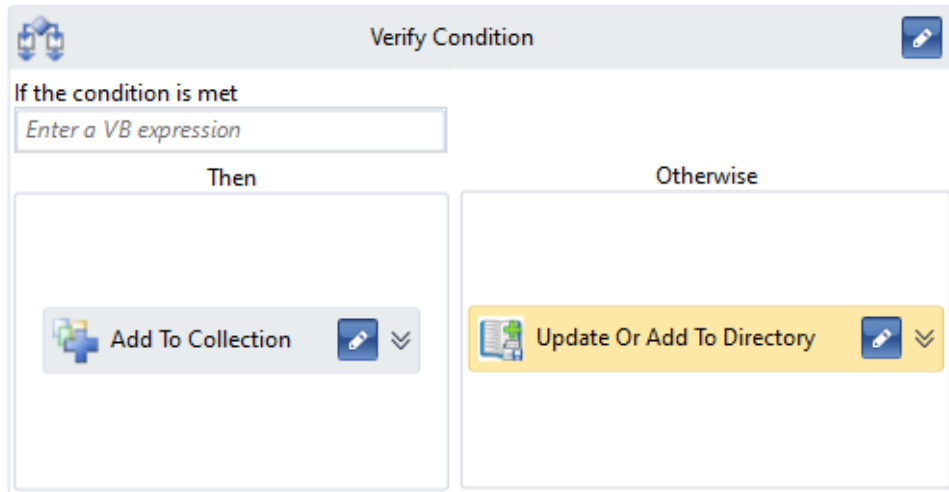 Verify Condition
If the condition is met
Enter a VB expression
Then
Otherwise
Add To Collection
Update Or Add To Directory